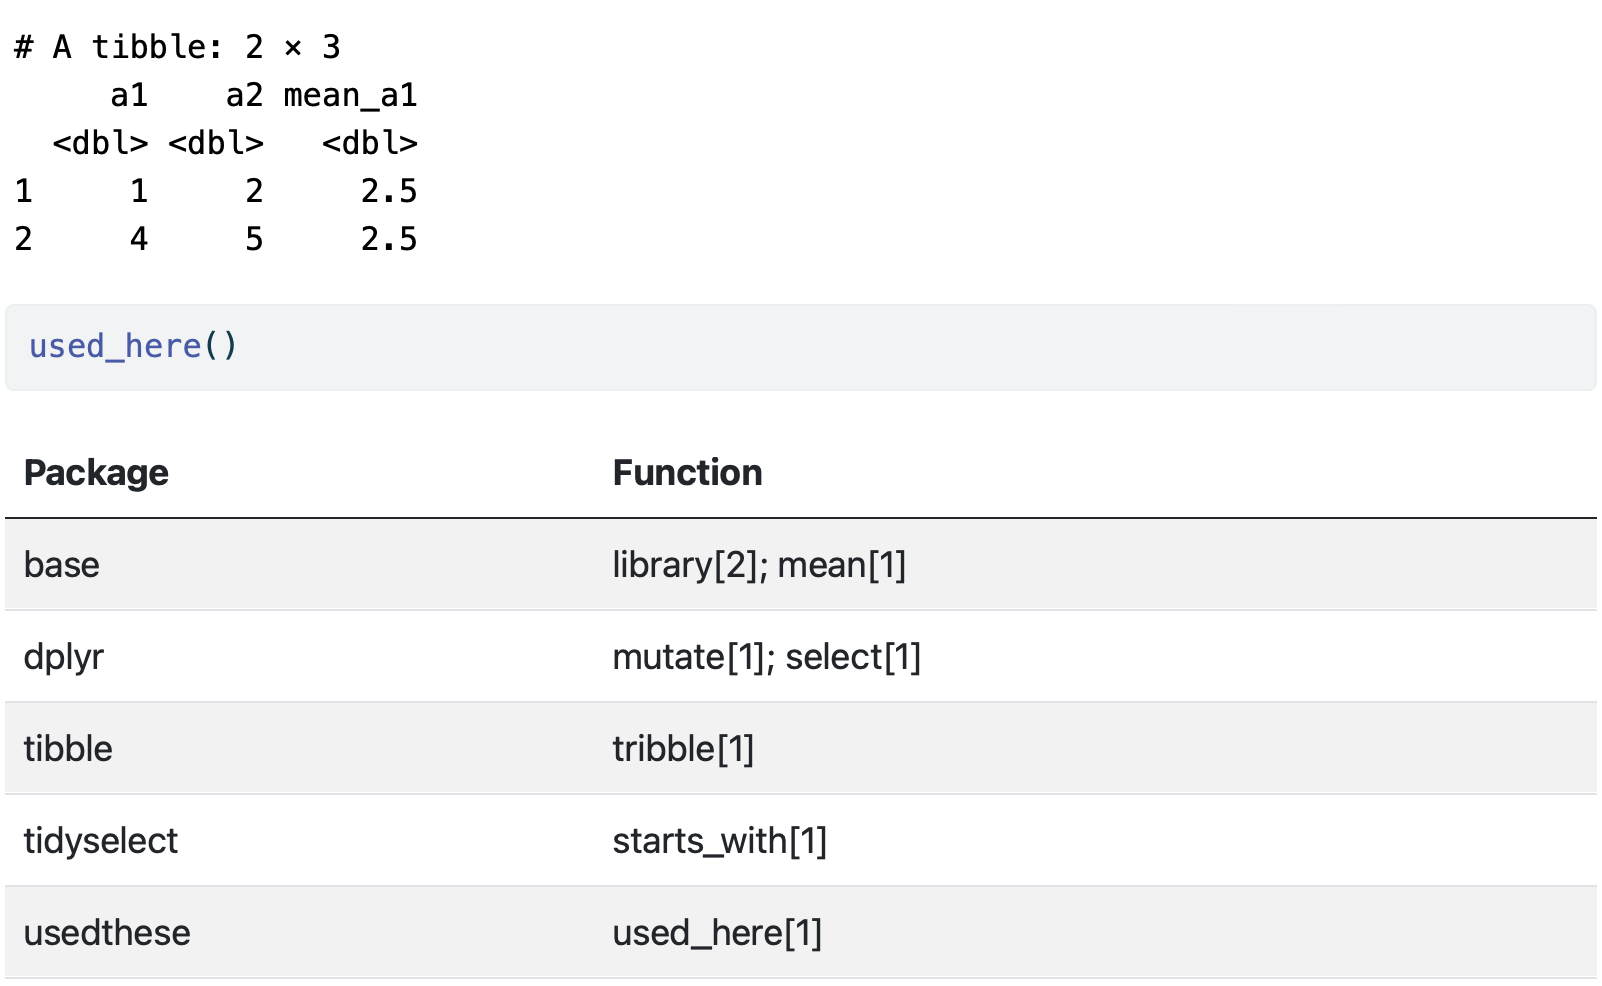 # A tibble: 2 × 3
     a1    a2 mean_a1
  <dbl> <dbl>   <dbl>
1     1     2     2.5
2     4     5     2.5
used_here()
Package Function
base library[2]; mean[1]
dplyr mutate[1]; select[1]
tibble tribble[1]
tidyselect starts_with[1]
usedthese used_here[1]